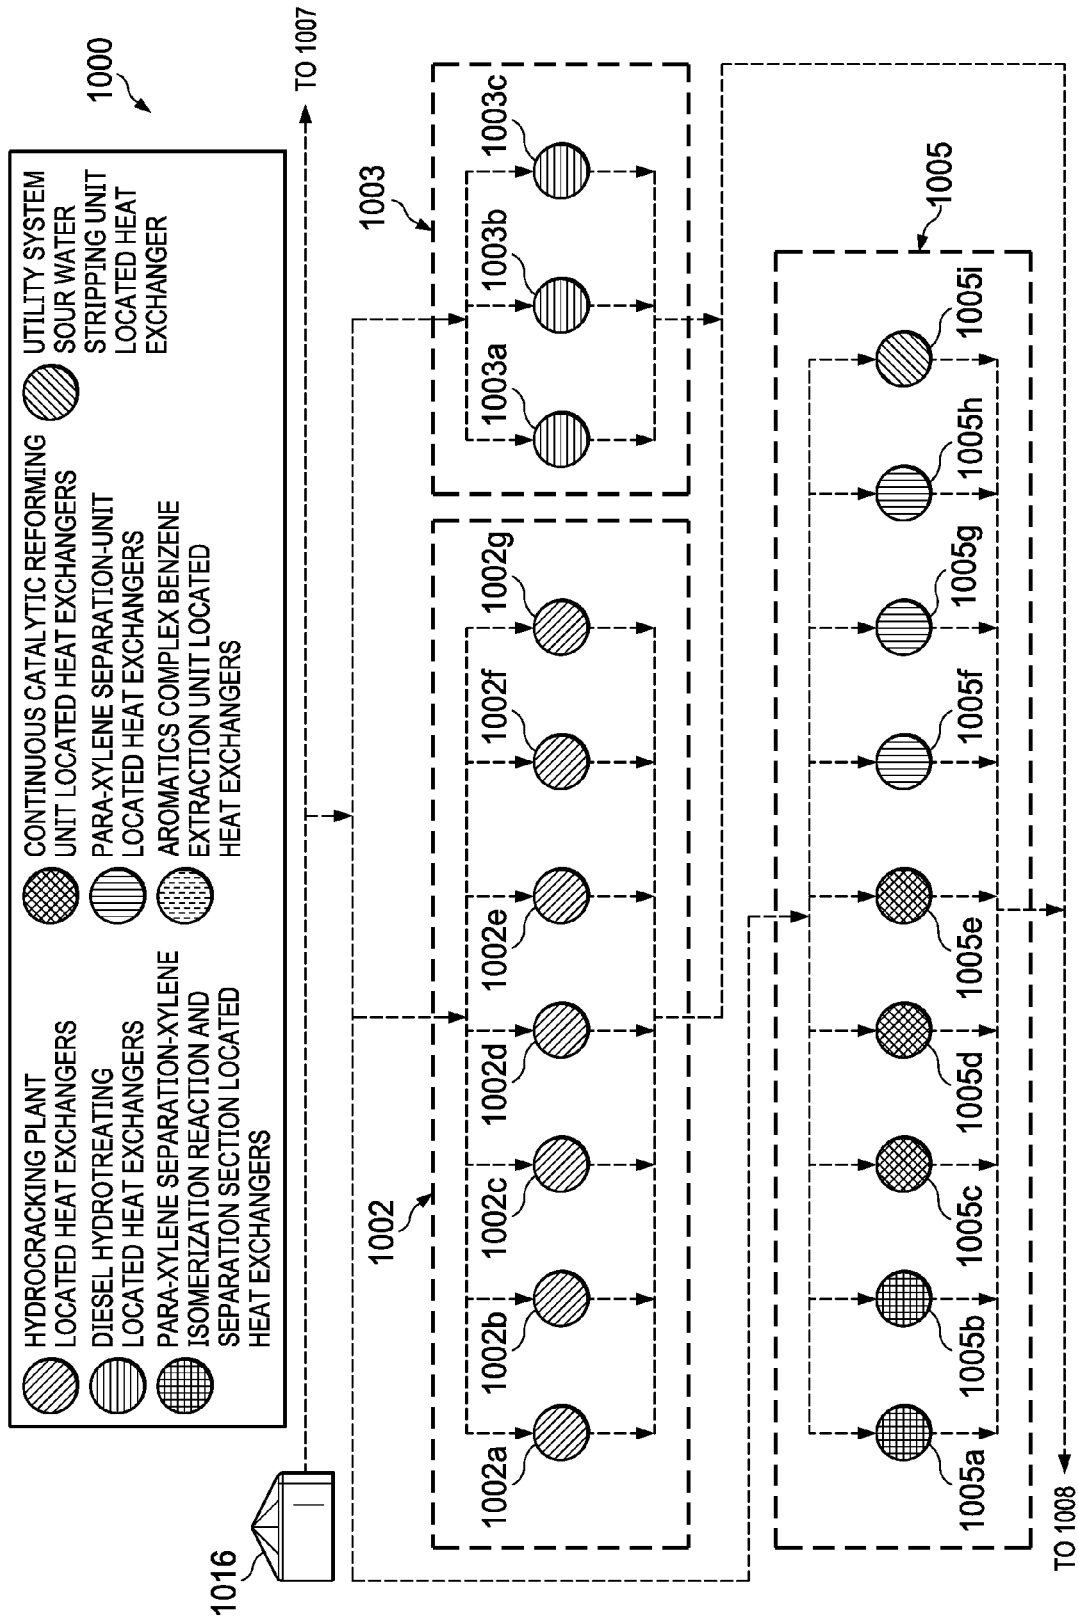 1000
HYDROCRACKING PLANT
LOCATED HEAT EXCHANGERS
DIESEL HYDROTREATING
LOCATED HEAT EXCHANGERS
PARA-XYLENE SEPARATION-XYLENE
ISOMERIZATION REACTION AND
SEPARATION SECTION LOCATED
HEAT EXCHANGERS
CONTINUOUS CATALYTIC REFORMING
UNIT LOCATED HEAT EXCHANGERS
PARA-XYLENE SEPARATION-UNIT
LOCATED HEAT EXCHANGERS
AROMATICS COMPLEX BENZENE
EXTRACTION UNIT LOCATED
HEAT EXCHANGERS
UTILITY SYSTEM
SOUR WATER
STRIPPING UNIT
LOCATED HEAT
EXCHANGER
1016
TO 1007
1002
1003
1002a
1002b
1002c
1002d
1002e
1002f
1002g
1003a
1003b
1003c
1005
1005a
1005b
1005c
1005d
1005e
1005f
1005g
1005h
1005i
TO 1008